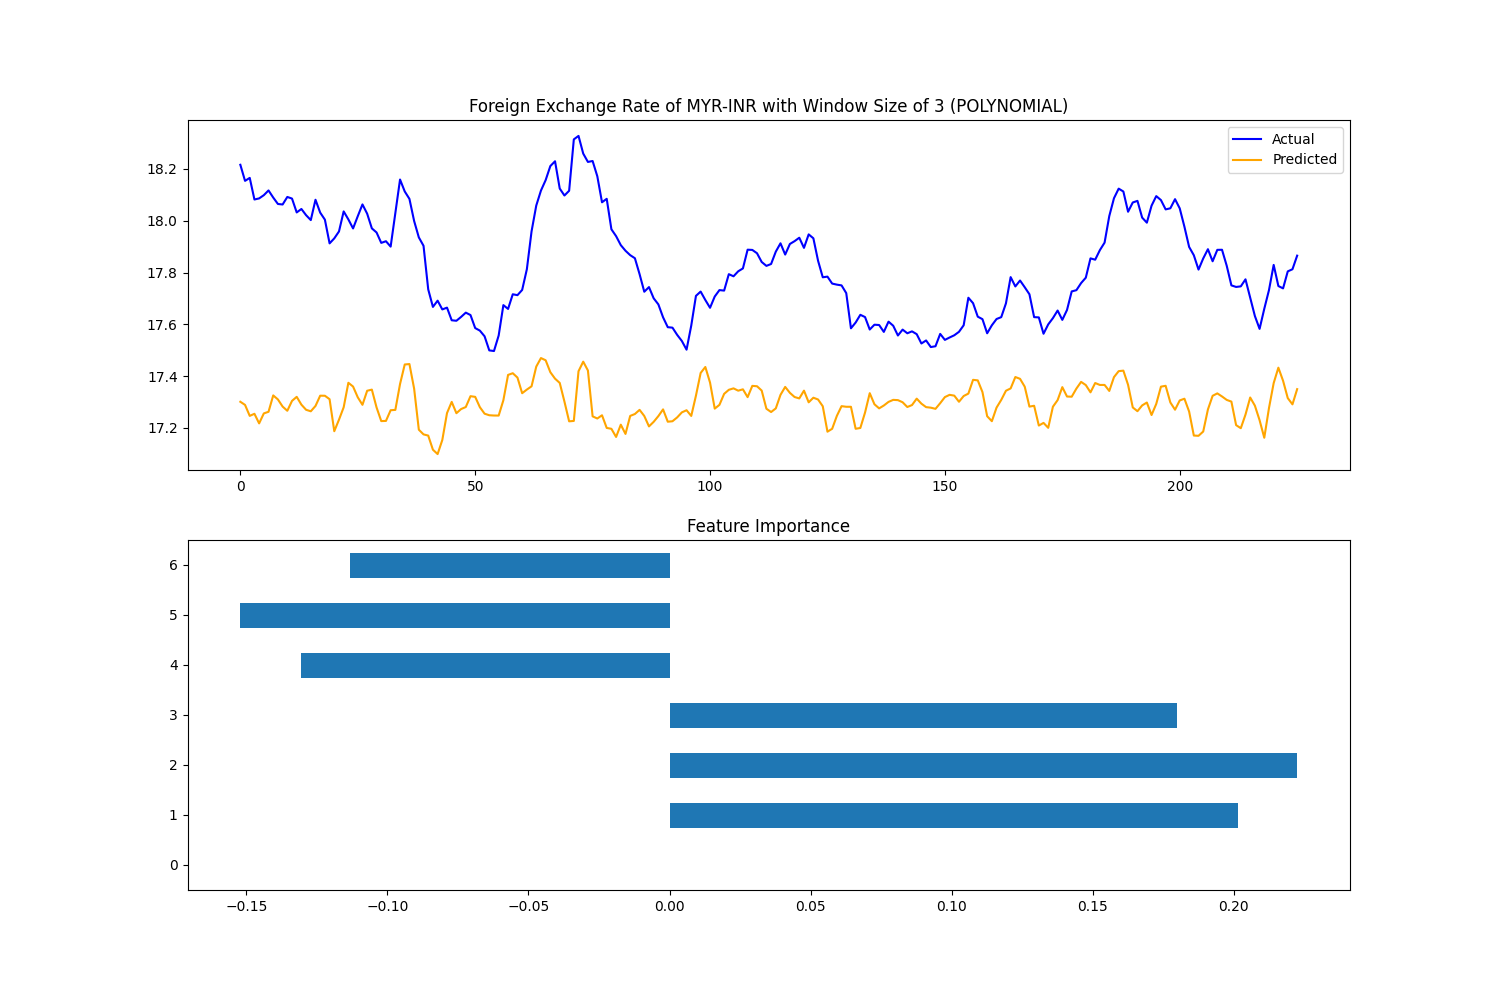 Foreign Exchange Rate of MYR-INR with Window Size of 3 (POLYNOMIAL)
Actual
Predicted
18.2
18.0
17.8
17.6
17.4
17.2
0 50 100 150 200
Feature Importance
6
5
4
3
2
1
0
−0.15 −0.10 −0.05 0.00 0.05 0.10 0.15 0.20